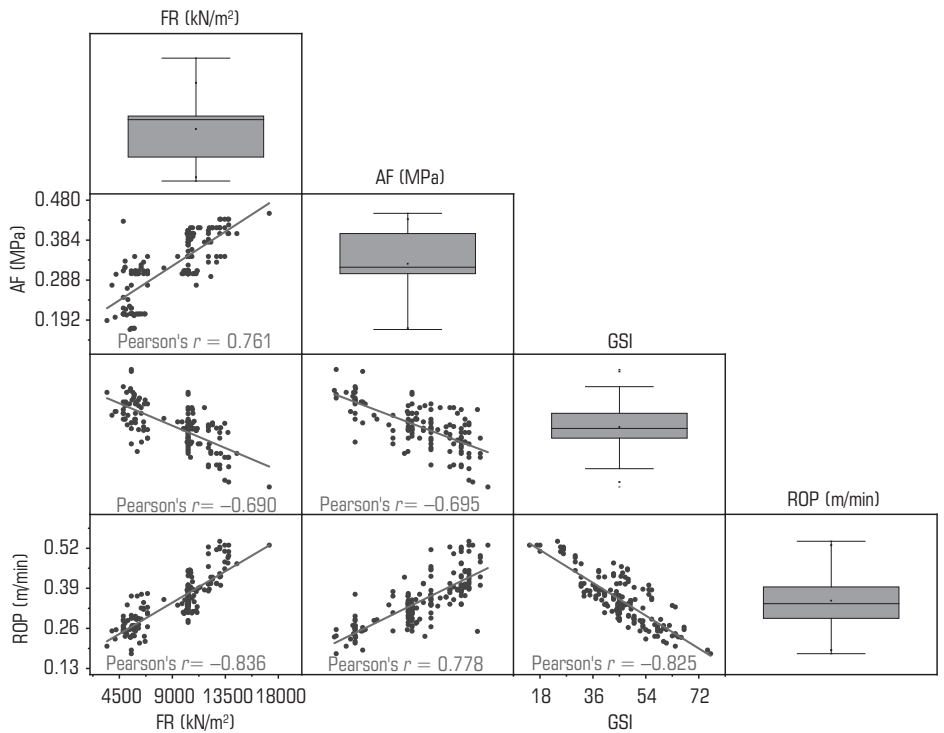 FR (kN/m²)
AF (MPa)
0.480
0.384
0.288
0.192
AF (MPa)
Pearson's r = 0.761
GSI
Pearson's r= –0.690
Pearson's r= –0.695
ROP (m/min)
0.52
0.39
0.26
0.13
ROP (m/min)
Pearson's r= –0.836
Pearson's r = 0.778
Pearson's r = –0.825
4500 9000 13500 18000
18 36 54 72
FR (kN/m²)
GSI